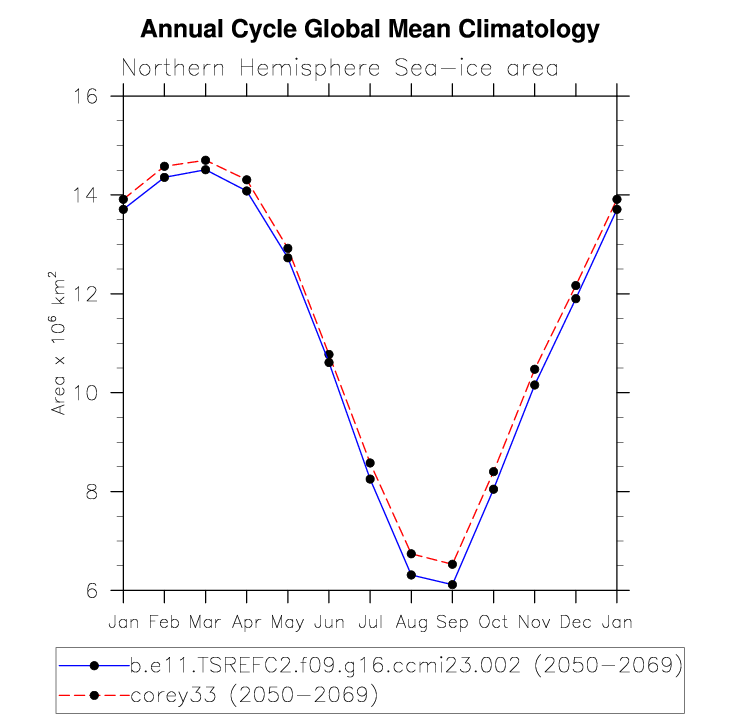 Annual Cycle Global Mean Climatology
Northern Hemisphere Sea-ice area
16
14
12
10
8
6
Area x 10⁶ km²
Jan Feb Mar Apr May Jun Jul Aug Sep Oct Nov Dec Jan
b.e11.TSREFC2.f09.g16.ccmi23.002 (2050-2069)
corey33 (2050-2069)